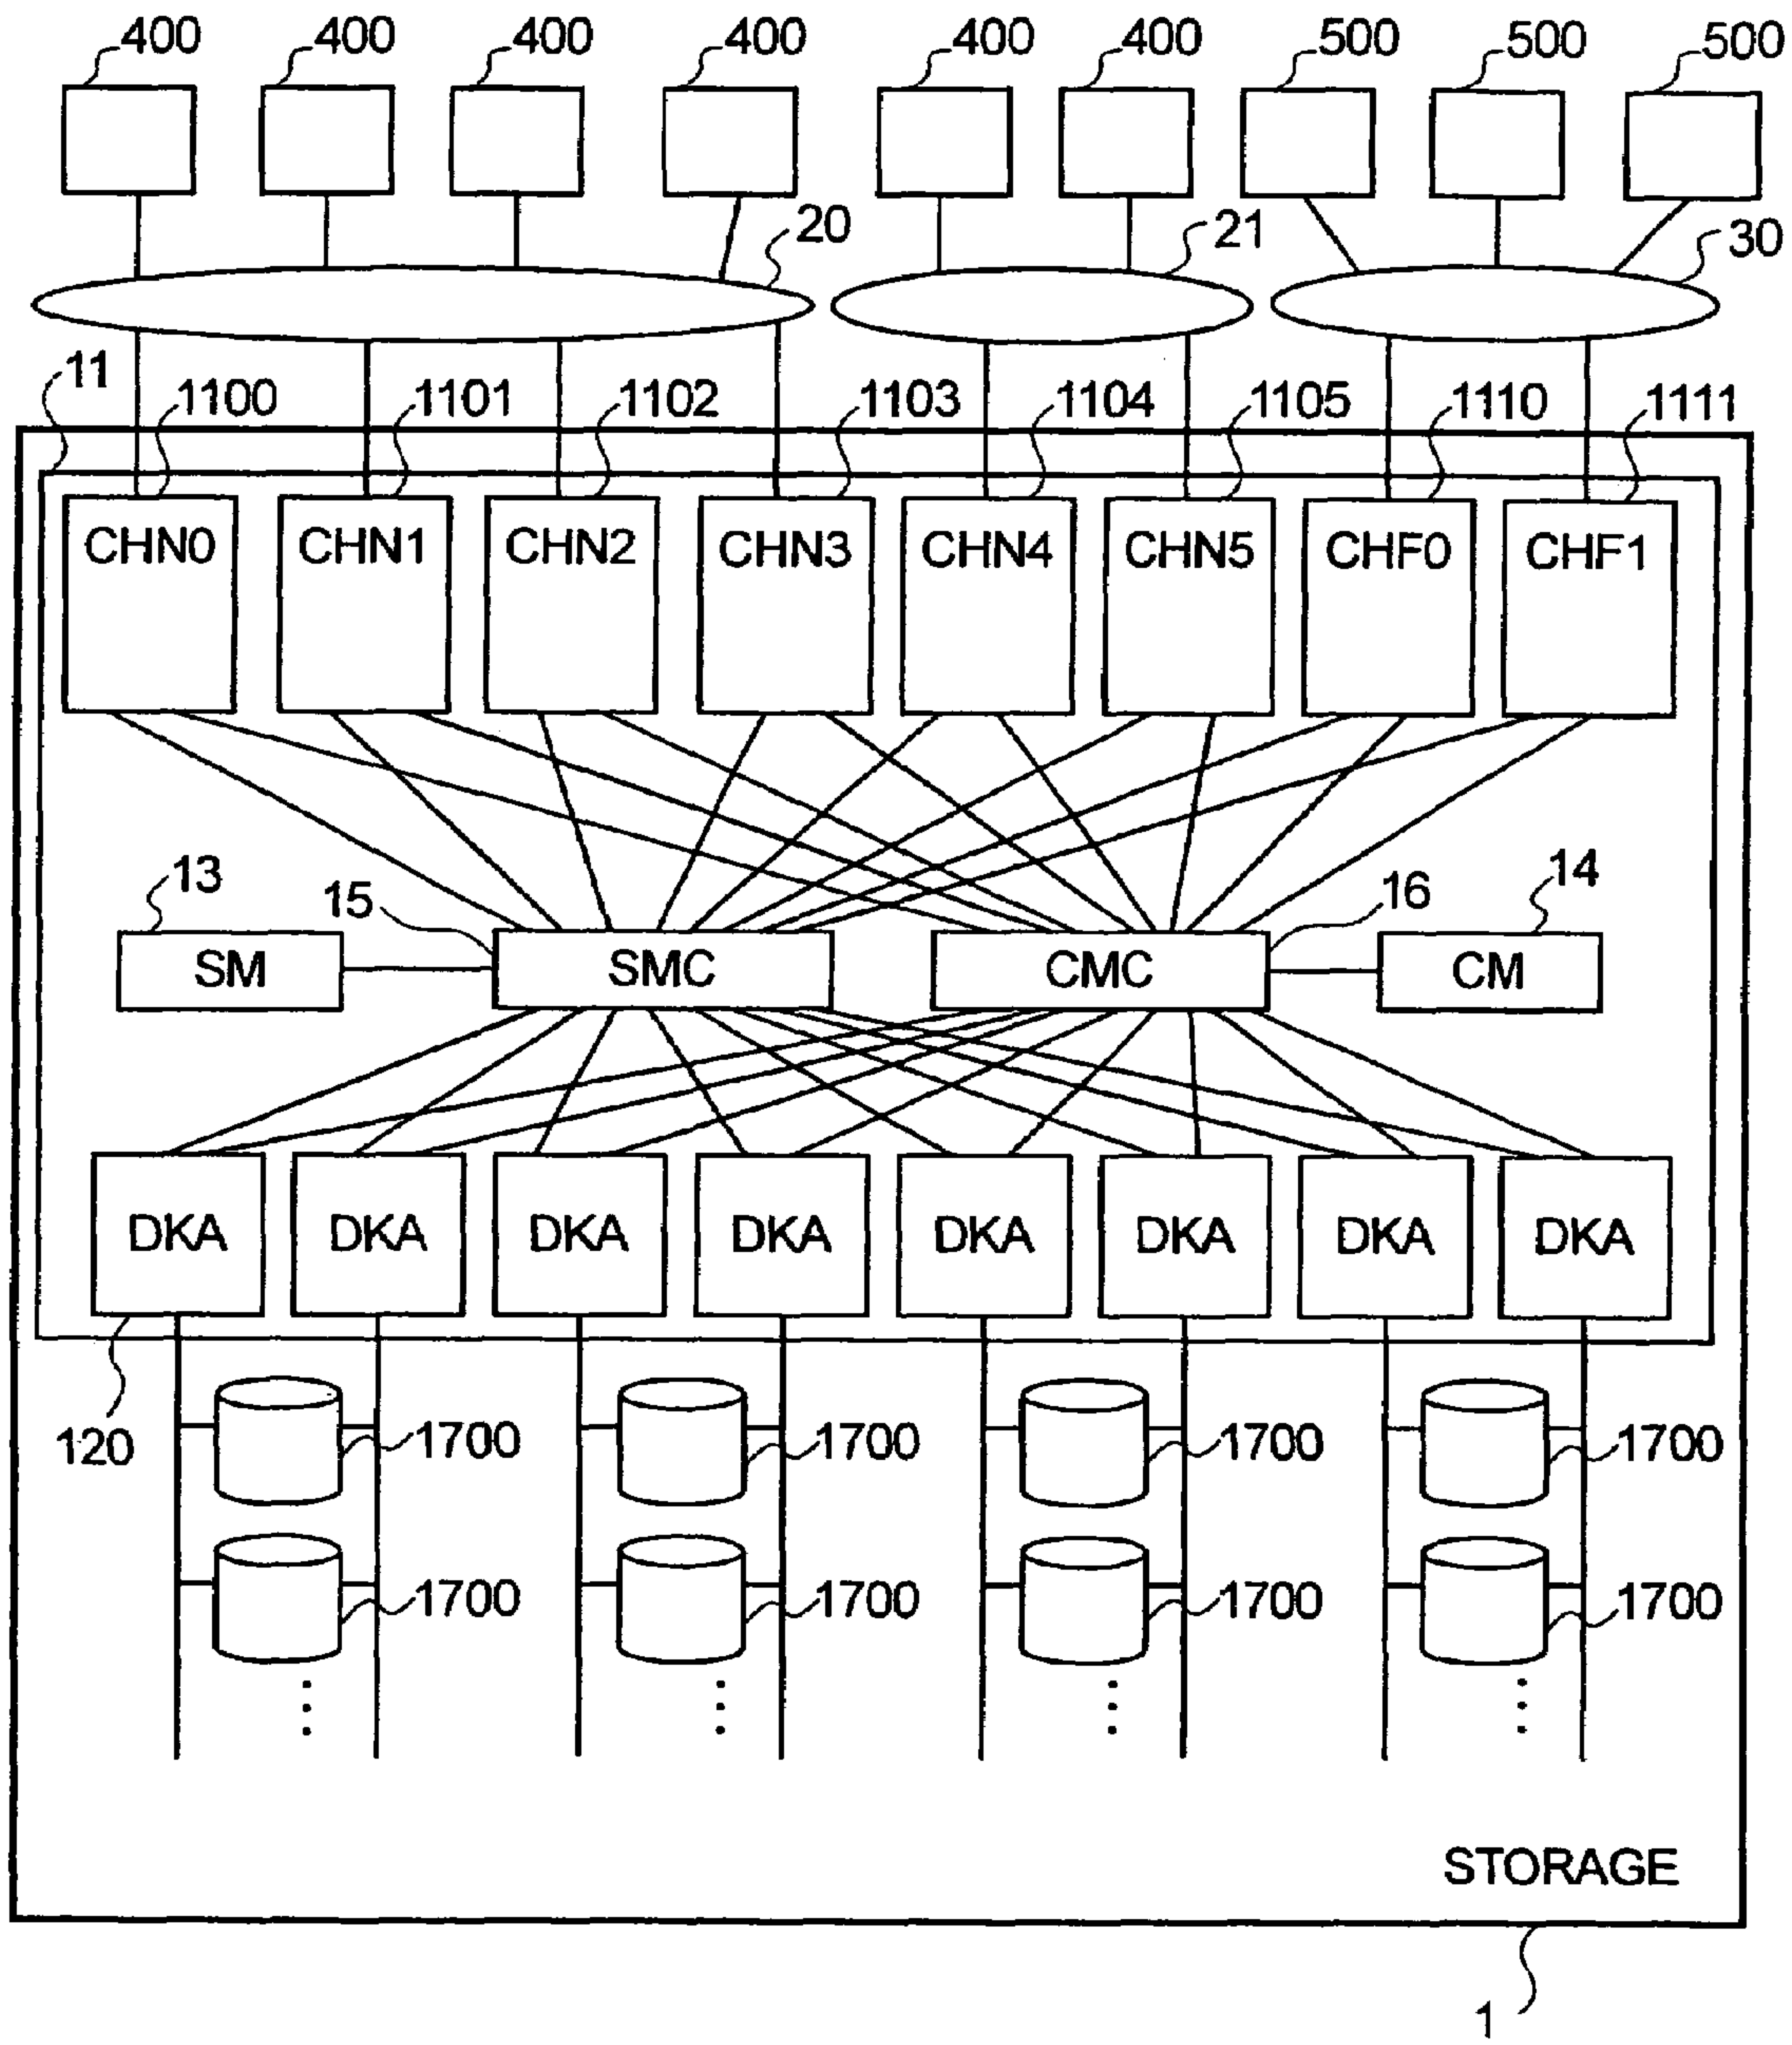 400 400 400 400 400 400 500 500 500
20 21 30
11 1100 1101 1102 1103 1104 1105 1110 1111
CHN0 CHN1 CHN2 CHN3 CHN4 CHN5 CHF0 CHF1
13 15 16 14
SM SMC CMC CM
DKA DKA DKA DKA DKA DKA DKA DKA
120 1700 1700 1700 1700
1700 1700 1700 1700
STORAGE
1